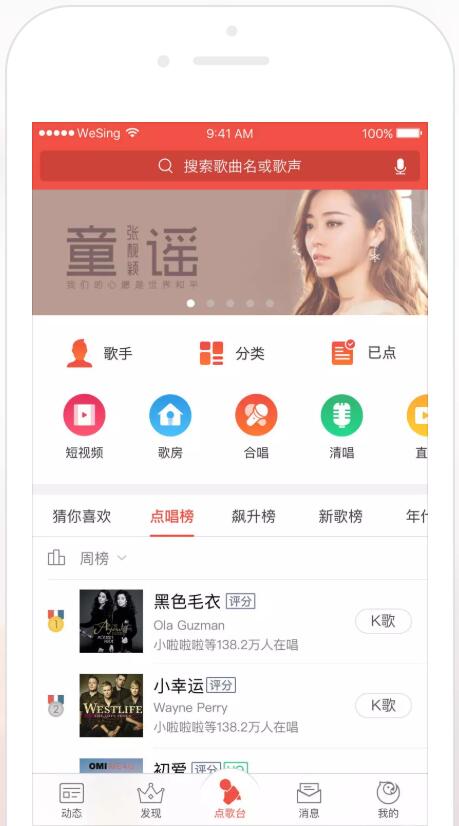 WeSing 9:41 AM 100%
搜索歌曲名或歌声
童 张靓颖 谣
我们的心愿是世界和平
歌手 分类 已点
短视频 歌房 合唱 清唱 直
猜你喜欢 点唱榜 飙升榜 新歌榜 年代
周榜
1
黑色毛衣 评分
Ola Guzman
小啦啦啦等138.2万人在唱
K歌
2
WESTLIFE
小幸运 评分
Wayne Perry
小啦啦啦等138.2万人在唱
K歌
OMI
初爱 评分 HQ
动态 发现 点歌台 消息 我的